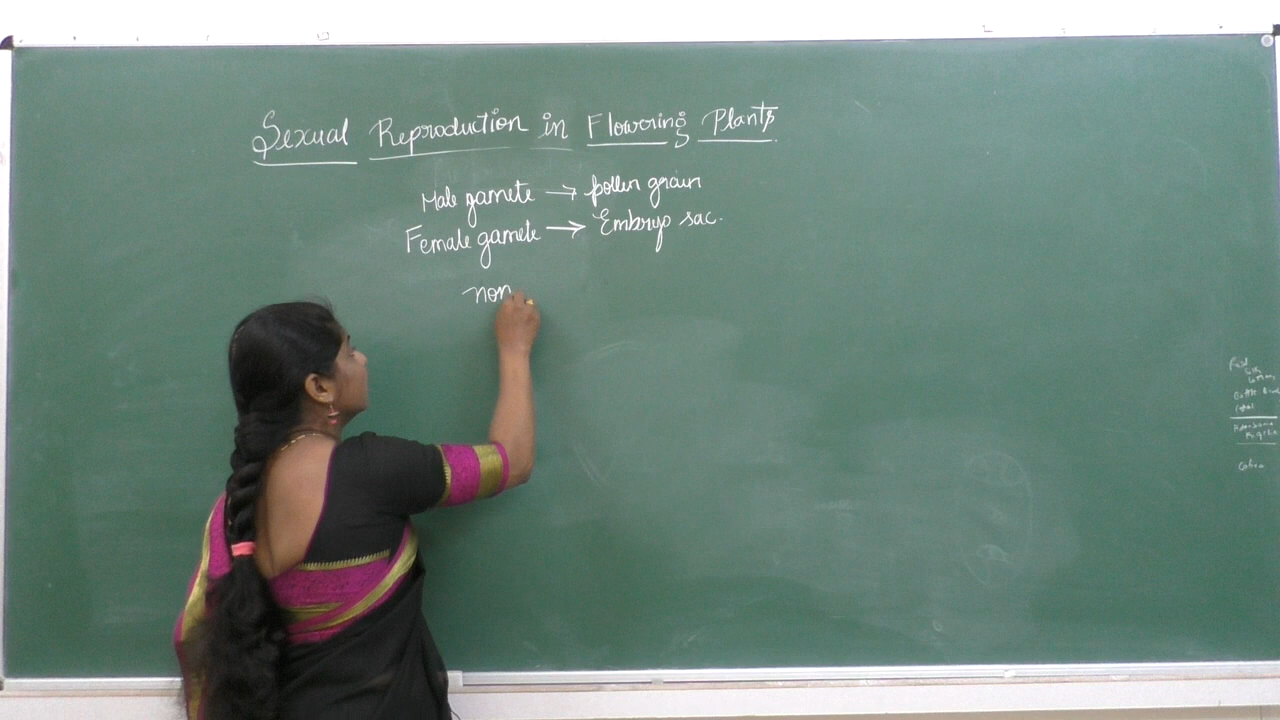 Sexual Reproduction in Flowering Plants.
Male gamete → pollen grain
Female gamete → Embryo sac.
non